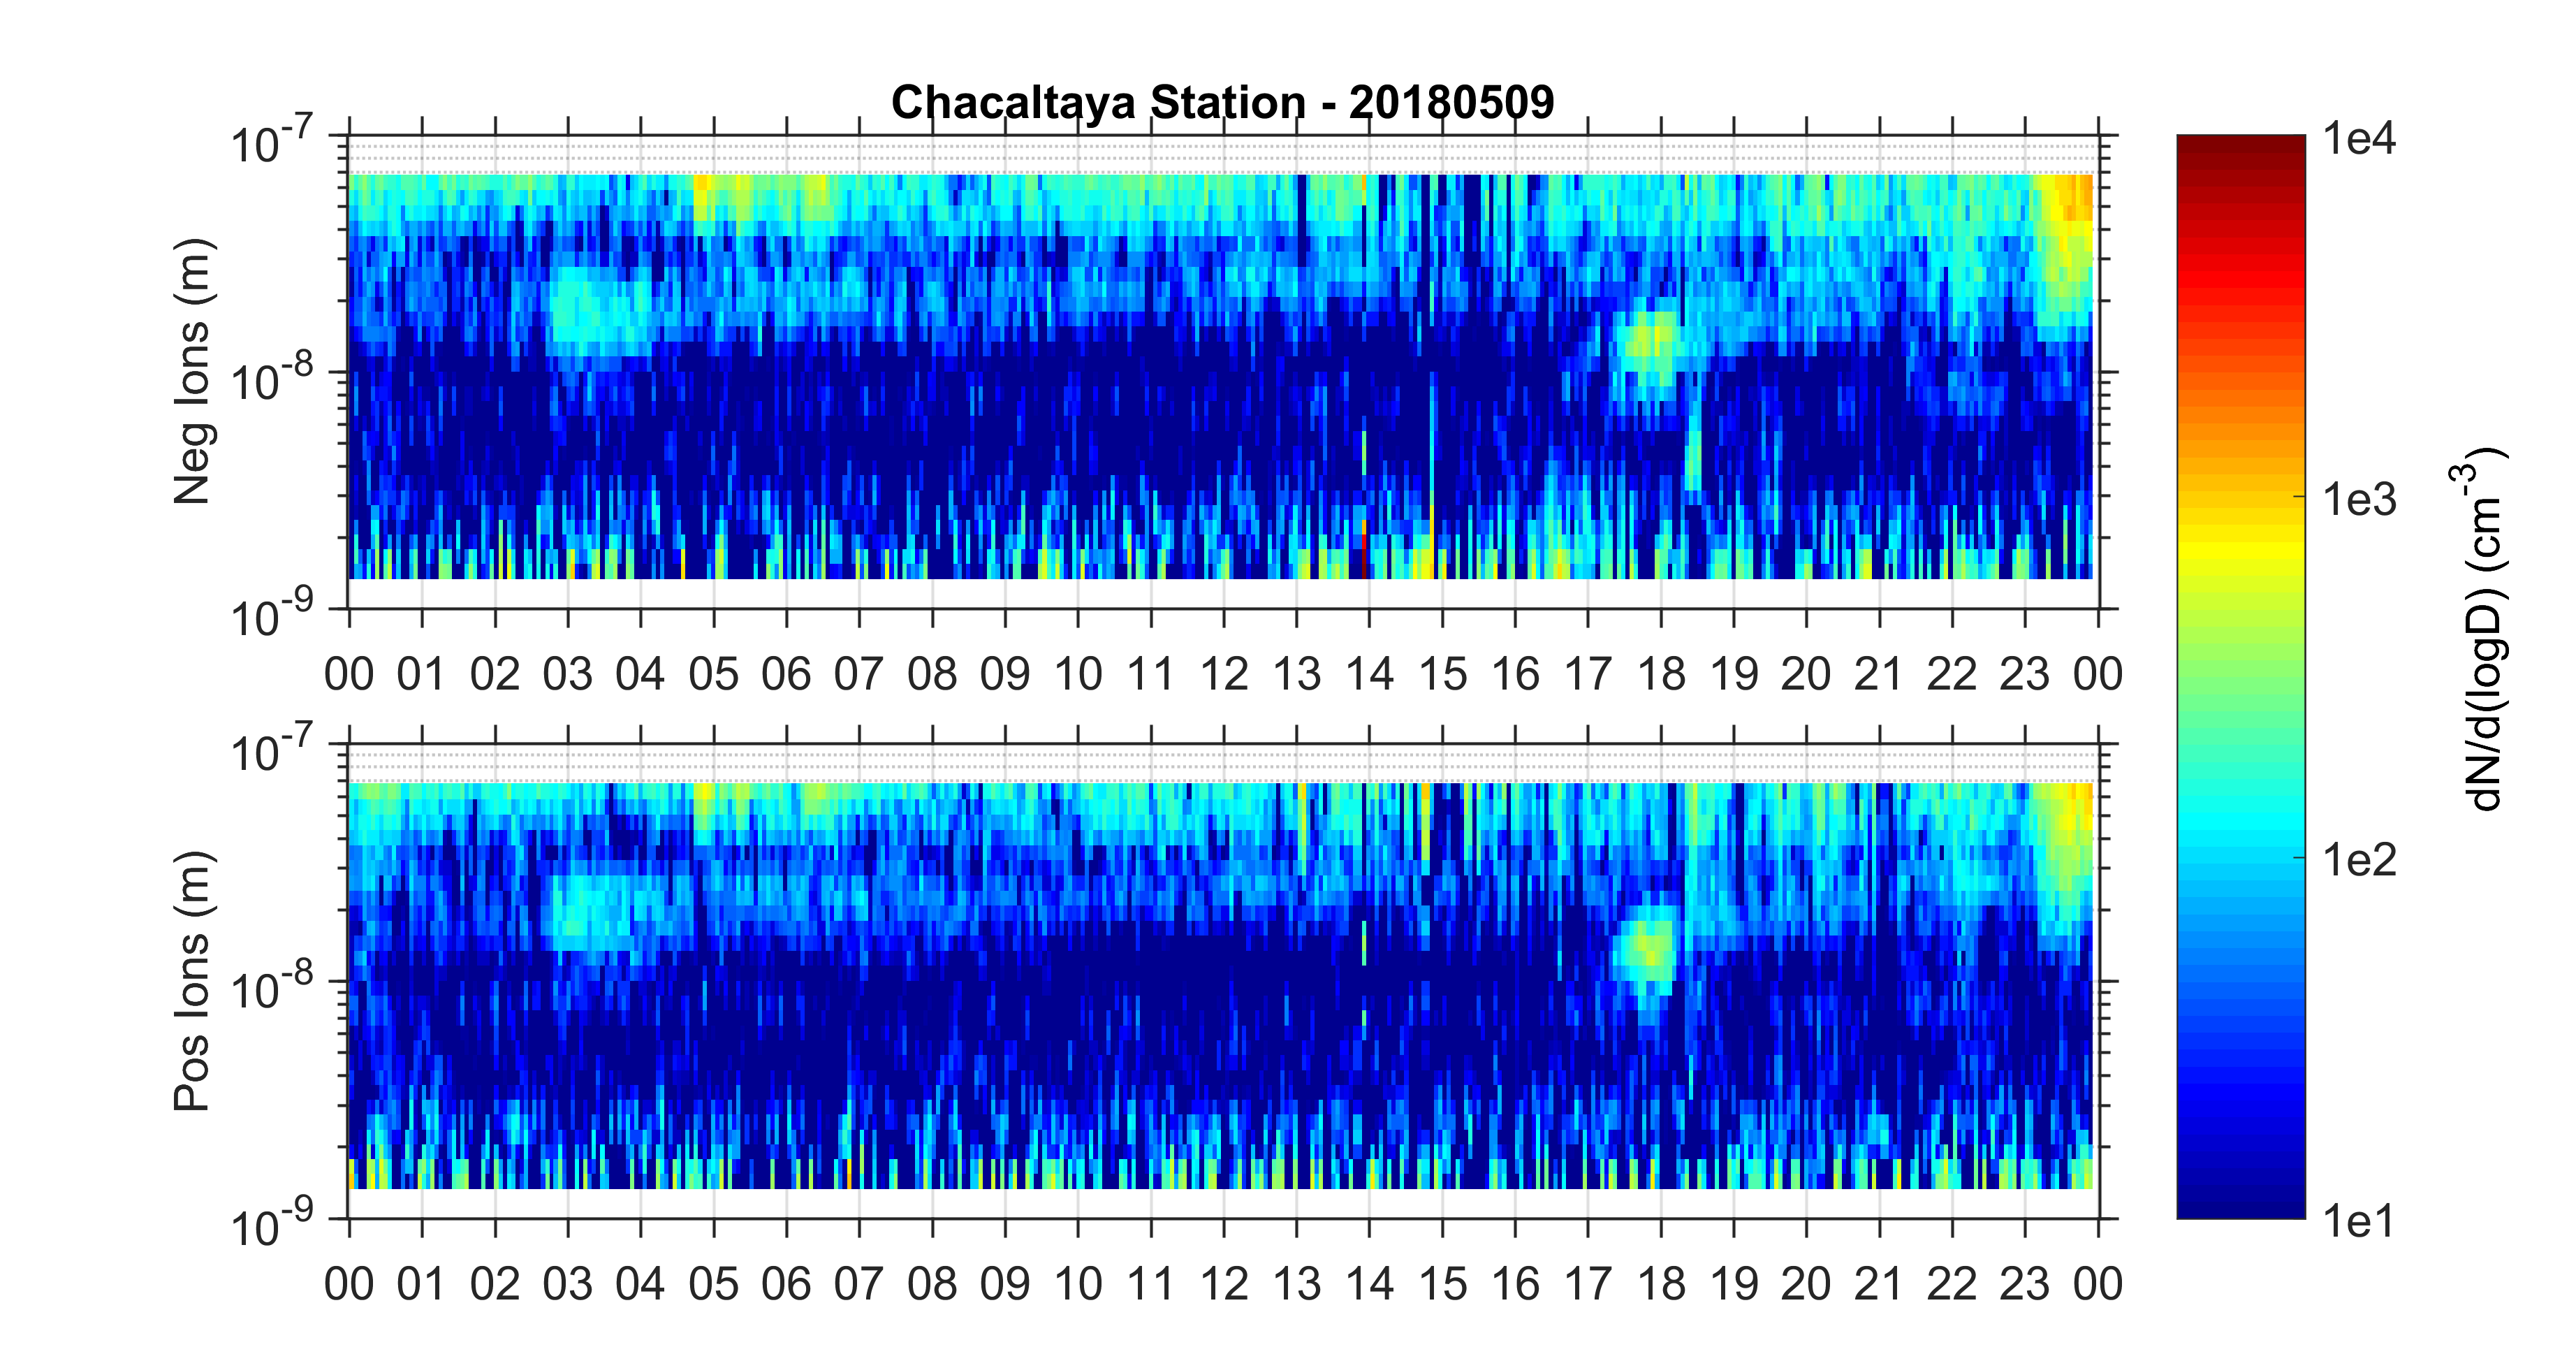 Chacaltaya Station - 20180509
10-7
10-8
10-9
Neg Ions (m)
00 01 02 03 04 05 06 07 08 09 10 11 12 13 14 15 16 17 18 19 20 21 22 23 00
10-7
10-8
10-9
Pos Ions (m)
00 01 02 03 04 05 06 07 08 09 10 11 12 13 14 15 16 17 18 19 20 21 22 23 00
1e4
1e3
1e2
1e1
dN/d(logD) (cm-3)